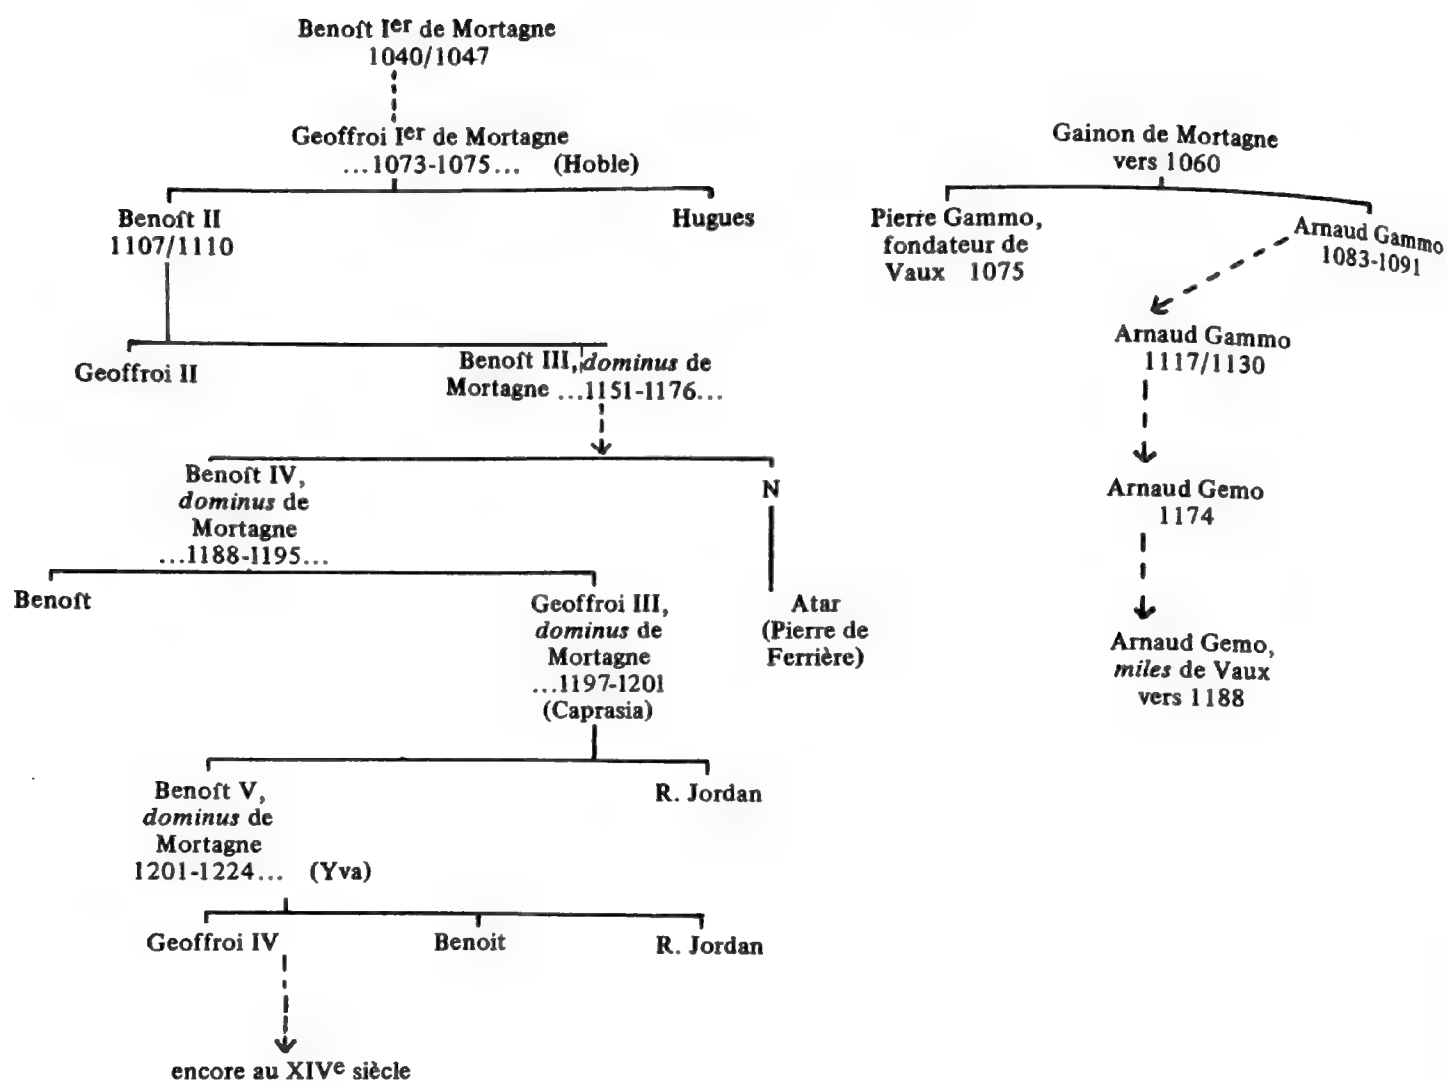 Benoît Ier de Mortagne
1040/1047
Geoffroi Ier de Mortagne
...1073-1075... (Hoble)
Benoît II
1107/1110
Hugues
Geoffroi II
Benoît III, dominus de
Mortagne ...1151-1176...
Benoît IV,
dominus de
Mortagne
...1188-1195...
N
Benoît
Geoffroi III,
dominus de
Mortagne
...1197-1201
(Caprasia)
Atar
(Pierre de
Ferrière)
Benoît V,
dominus de
Mortagne
1201-1224... (Yva)
R. Jordan
Geoffroi IV
Benoit
R. Jordan
encore au XIVe siècle
Gainon de Mortagne
vers 1060
Pierre Gammo,
fondateur de
Vaux 1075
Arnaud Gammo
1083-1091
Arnaud Gammo
1117/1130
Arnaud Gemo
1174
Arnaud Gemo,
miles de Vaux
vers 1188